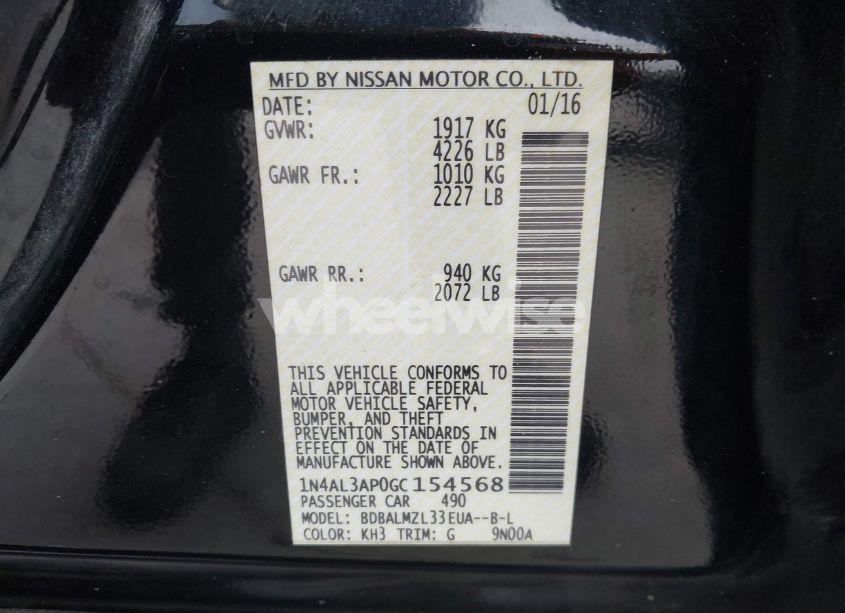 MFD BY NISSAN MOTOR CO., LTD.
DATE: 01/16
GVWR: 1917 KG
4226 LB
GAWR FR.: 1010 KG
2227 LB
GAWR RR.: 940 KG
2072 LB
wheelwise
THIS VEHICLE CONFORMS TO
ALL APPLICABLE FEDERAL
MOTOR VEHICLE SAFETY,
BUMPER, AND THEFT
PREVENTION STANDARDS IN
EFFECT ON THE DATE OF
MANUFACTURE SHOWN ABOVE.
1N4AL3AP0GC154568
PASSENGER CAR 490
MODEL: BDBALMZL33EUA--B-L
COLOR: KH3 TRIM: G 9N00A